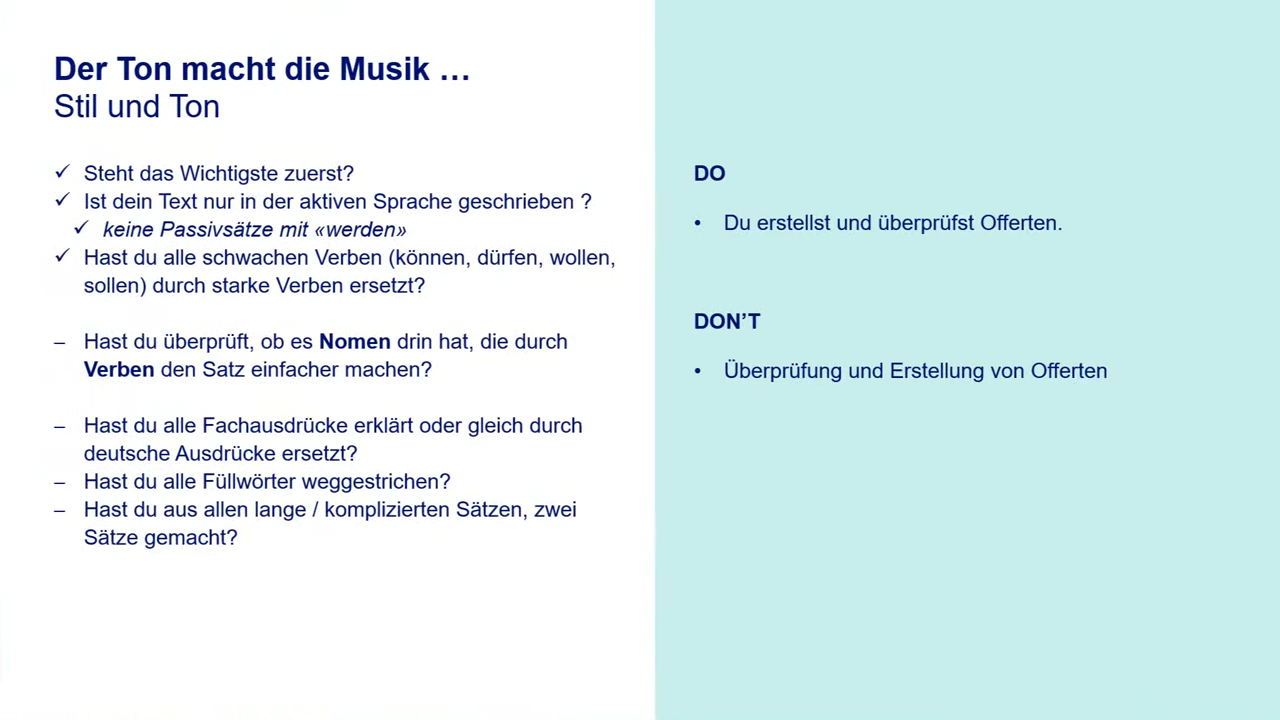 Der Ton macht die Musik …
Stil und Ton
✓ Steht das Wichtigste zuerst?
✓ Ist dein Text nur in der aktiven Sprache geschrieben ?
✓ keine Passivsätze mit «werden»
✓ Hast du alle schwachen Verben (können, dürfen, wollen,
sollen) durch starke Verben ersetzt?
– Hast du überprüft, ob es Nomen drin hat, die durch
Verben den Satz einfacher machen?
– Hast du alle Fachausdrücke erklärt oder gleich durch
deutsche Ausdrücke ersetzt?
– Hast du alle Füllwörter weggestrichen?
– Hast du aus allen lange / komplizierten Sätzen, zwei
Sätze gemacht?
DO
• Du erstellst und überprüfst Offerten.
DON’T
• Überprüfung und Erstellung von Offerten